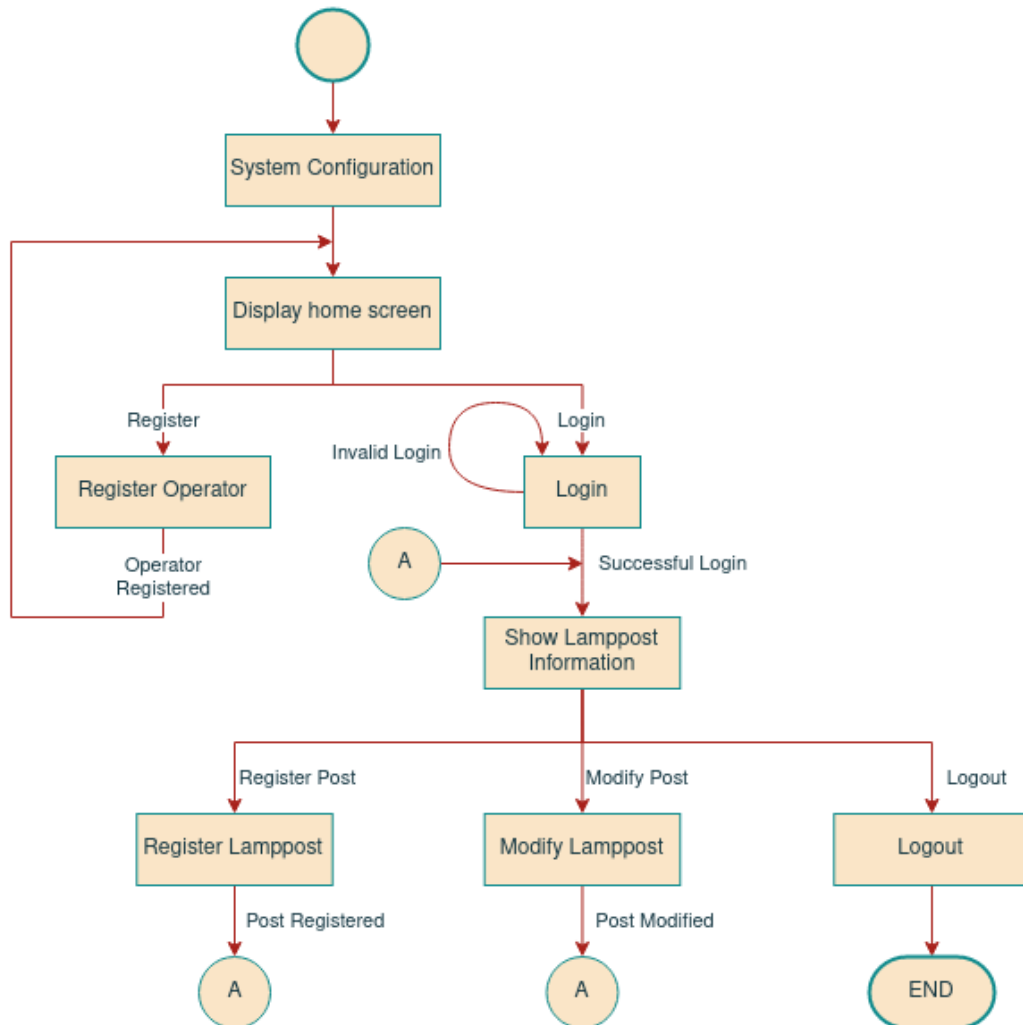 System Configuration
Display home screen
Register
Login
Invalid Login
Register Operator
Login
Operator
Registered
A
Successful Login
Show Lamppost
Information
Register Post
Modify Post
Logout
Register Lamppost
Modify Lamppost
Logout
Post Registered
Post Modified
A
A
END